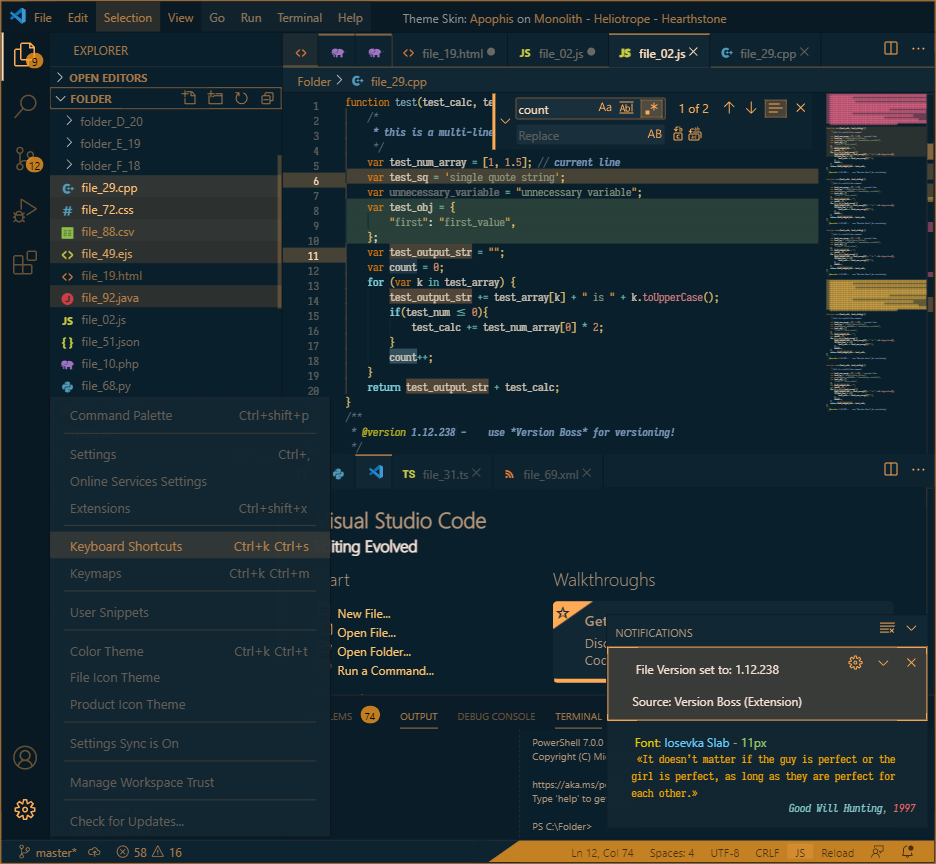 File Edit Selection View Go Run Terminal Help Theme Skin: Apophis on Monolith - Heliotrope - Hearthstone
EXPLORER
9
file_19.html file_02.js file_02.js file_29.cpp
OPEN EDITORS
FOLDER
folder_D_20
folder_E_19
folder_F_18
12
file_29.cpp
file_72.css
file_88.csv
file_49.ejs
file_19.html
file_92.java
file_02.js
file_51.json
file_10.php
file_68.py
Folder > file_29.cpp
count Aa Abl .* 1 of 2
Replace AB
1 function test(test_calc, te
2 /*
3 * this is a multi-line
4 */
5 var test_num_array = [1, 1.5]; // current line
6 var test_sq = 'single quote string';
7 var unnecessary_variable = "unnecessary variable";
8 var test_obj = {
9 "first": "first_value",
10 };
11 var test_output_str = "";
12 var count = 0;
13 for (var k in test_array) {
14 test_output_str += test_array[k] + " is " + k.toUpperCase();
15 if(test_num ≤ 0){
16 test_calc += test_num_array[0] * 2;
17 }
18 count++;
19 }
20 return test_output_str + test_calc;
}
/**
* @version 1.12.238 - use *Version Boss* for versioning!
*/
Command Palette Ctrl+shift+p
Settings Ctrl+,
Online Services Settings
Extensions Ctrl+shift+x
Keyboard Shortcuts Ctrl+k Ctrl+s
Keymaps Ctrl+k Ctrl+m
User Snippets
Color Theme Ctrl+k Ctrl+t
File Icon Theme
Product Icon Theme
Settings Sync is On
Manage Workspace Trust
Check for Updates...
TS file_31.ts file_69.xml
isual Studio Code
iting Evolved
art
New File...
Open File...
Open Folder...
Run a Command...
Walkthroughs
Get
Disc
Coc
LEMS 74 OUTPUT DEBUG CONSOLE TERMINAL
PowerShell 7.0.0
Copyright (C) Mi
https://aka.ms/p
Type 'help' to ge
PS C:\Folder>
NOTIFICATIONS
File Version set to: 1.12.238
Source: Version Boss (Extension)
Font: Iosevka Slab - 11px
«It doesn't matter if the guy is perfect or the
girl is perfect, as long as they are perfect for
each other.»
Good Will Hunting, 1997
master* 58 16 Ln 12, Col 74 Spaces: 4 UTF-8 CRLF JS Reload